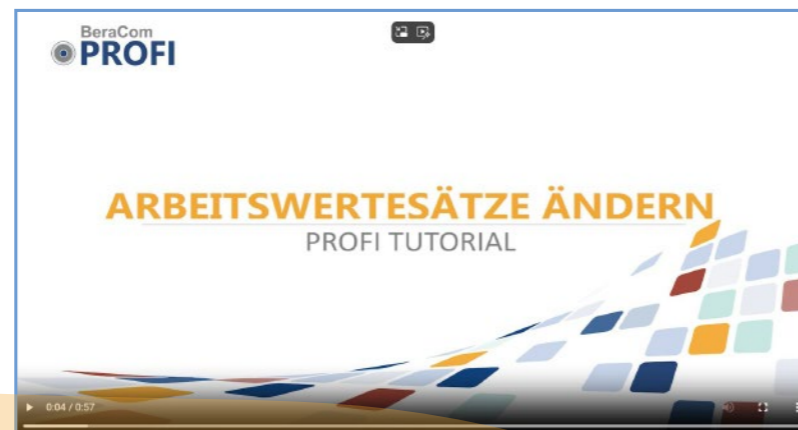 BeraCom
PROFI
ARBEITSWERTESÄTZE ÄNDERN
PROFI TUTORIAL
0:04 / 0:57